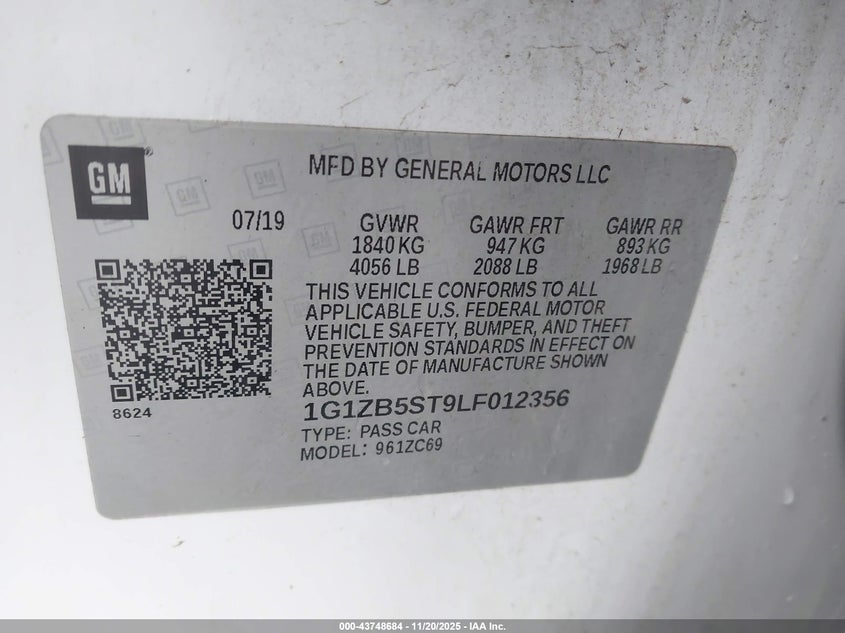 GM
MFD BY GENERAL MOTORS LLC
07/19 GVWR GAWR FRT GAWR RR
1840 KG 947 KG 893 KG
4056 LB 2088 LB 1968 LB
THIS VEHICLE CONFORMS TO ALL
APPLICABLE U.S. FEDERAL MOTOR
VEHICLE SAFETY, BUMPER, AND THEFT
PREVENTION STANDARDS IN EFFECT ON
THE DATE OF MANUFACTURE SHOWN
ABOVE.
8624
1G1ZB5ST9LF012356
TYPE: PASS CAR
MODEL: 961ZC69
000-43748684 - 11/20/2025 - IAA Inc.